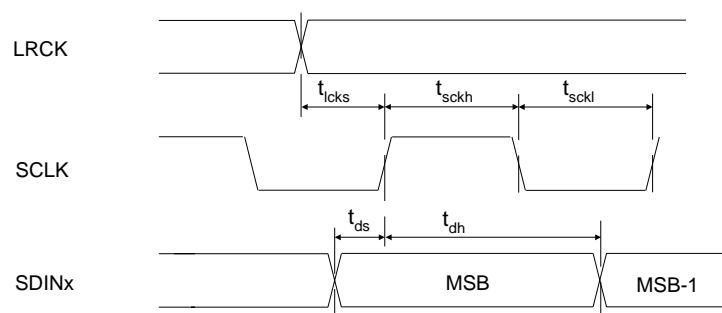 LRCK
t_lcks t_sckh t_sckl
SCLK
t_ds t_dh
SDINx MSB MSB-1